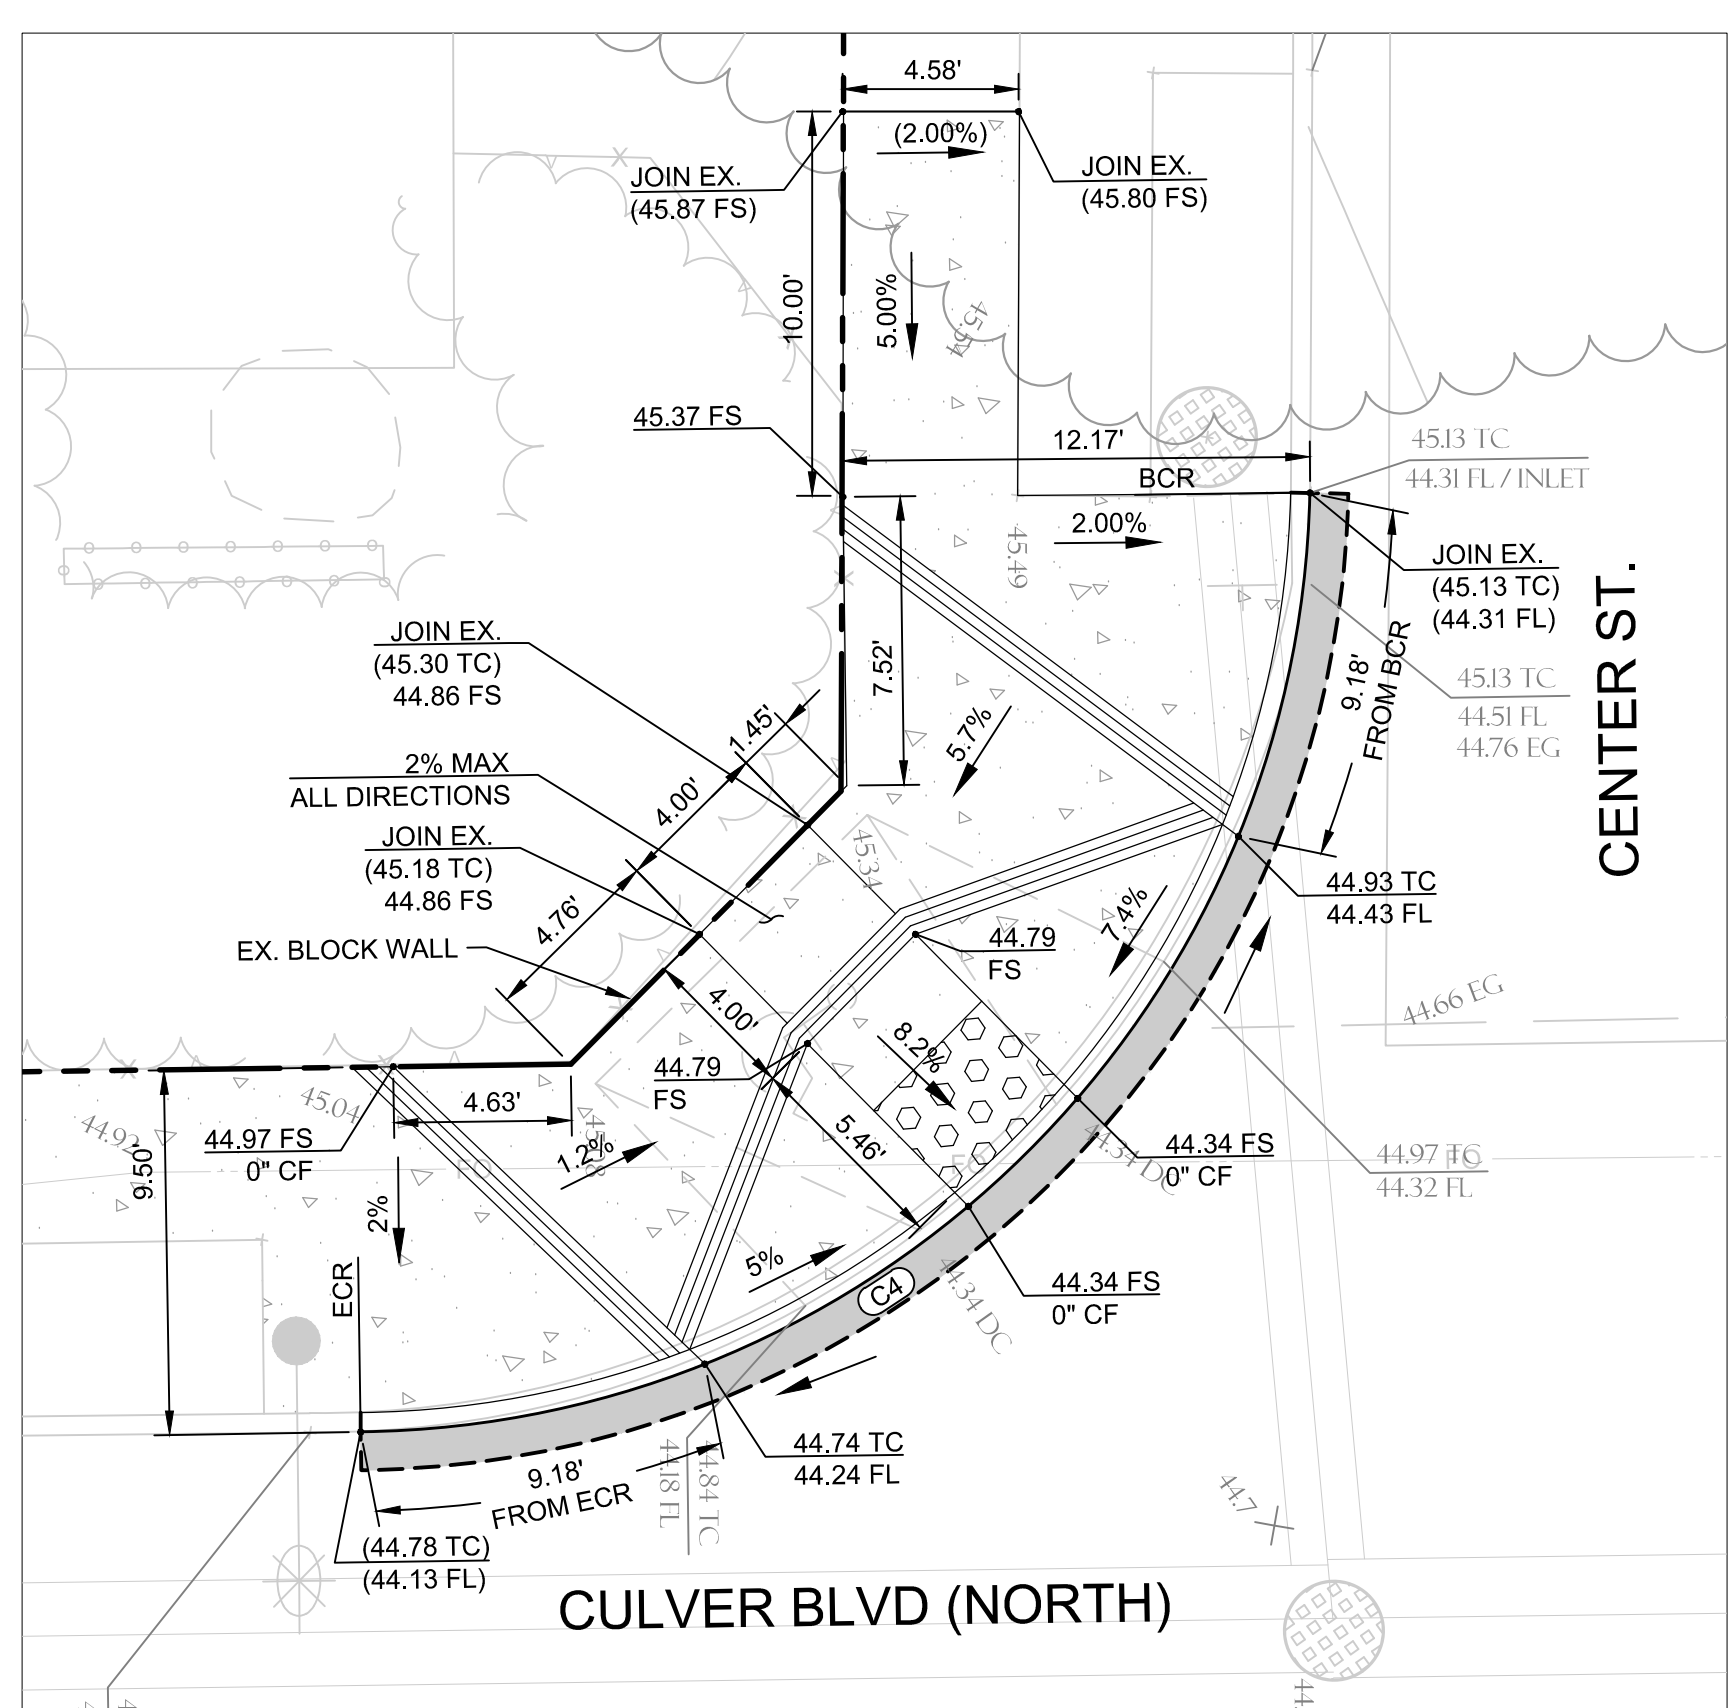 4.58'
(2.00%)
JOIN EX.
(45.87 FS)
JOIN EX.
(45.80 FS)
10.00'
5.00%
45.54
45.37 FS
12.17'
BCR
45.13 TC
44.31 FL / INLET
2.00%
45.49
JOIN EX.
(45.13 TC)
(44.31 FL)
CENTER ST.
JOIN EX.
(45.30 TC)
44.86 FS
7.52'
9.18'
FROM BCR
45.13 TC
44.51 FL
44.76 EG
1.45'
5.7%
2% MAX
ALL DIRECTIONS
4.00'
JOIN EX.
(45.18 TC)
44.86 FS
45.34
44.93 TC
44.43 FL
4.76'
7.4%
EX. BLOCK WALL
44.79
FS
4.00'
8.2%
44.66 EG
44.79
FS
45.04
44.92
4.63'
44.97 FS
0" CF
9.50'
1.2%
FO
5.46'
FO
44.34 DC
44.34 FS
0" CF
44.97 TC
44.32 FL
FO
2%
ECR
5%
C4
44.34 DC
44.34 FS
0" CF
44.74 TC
44.24 FL
9.18'
FROM ECR
44.84 TC
44.18 FL
44.7
(44.78 TC)
(44.13 FL)
CULVER BLVD (NORTH)